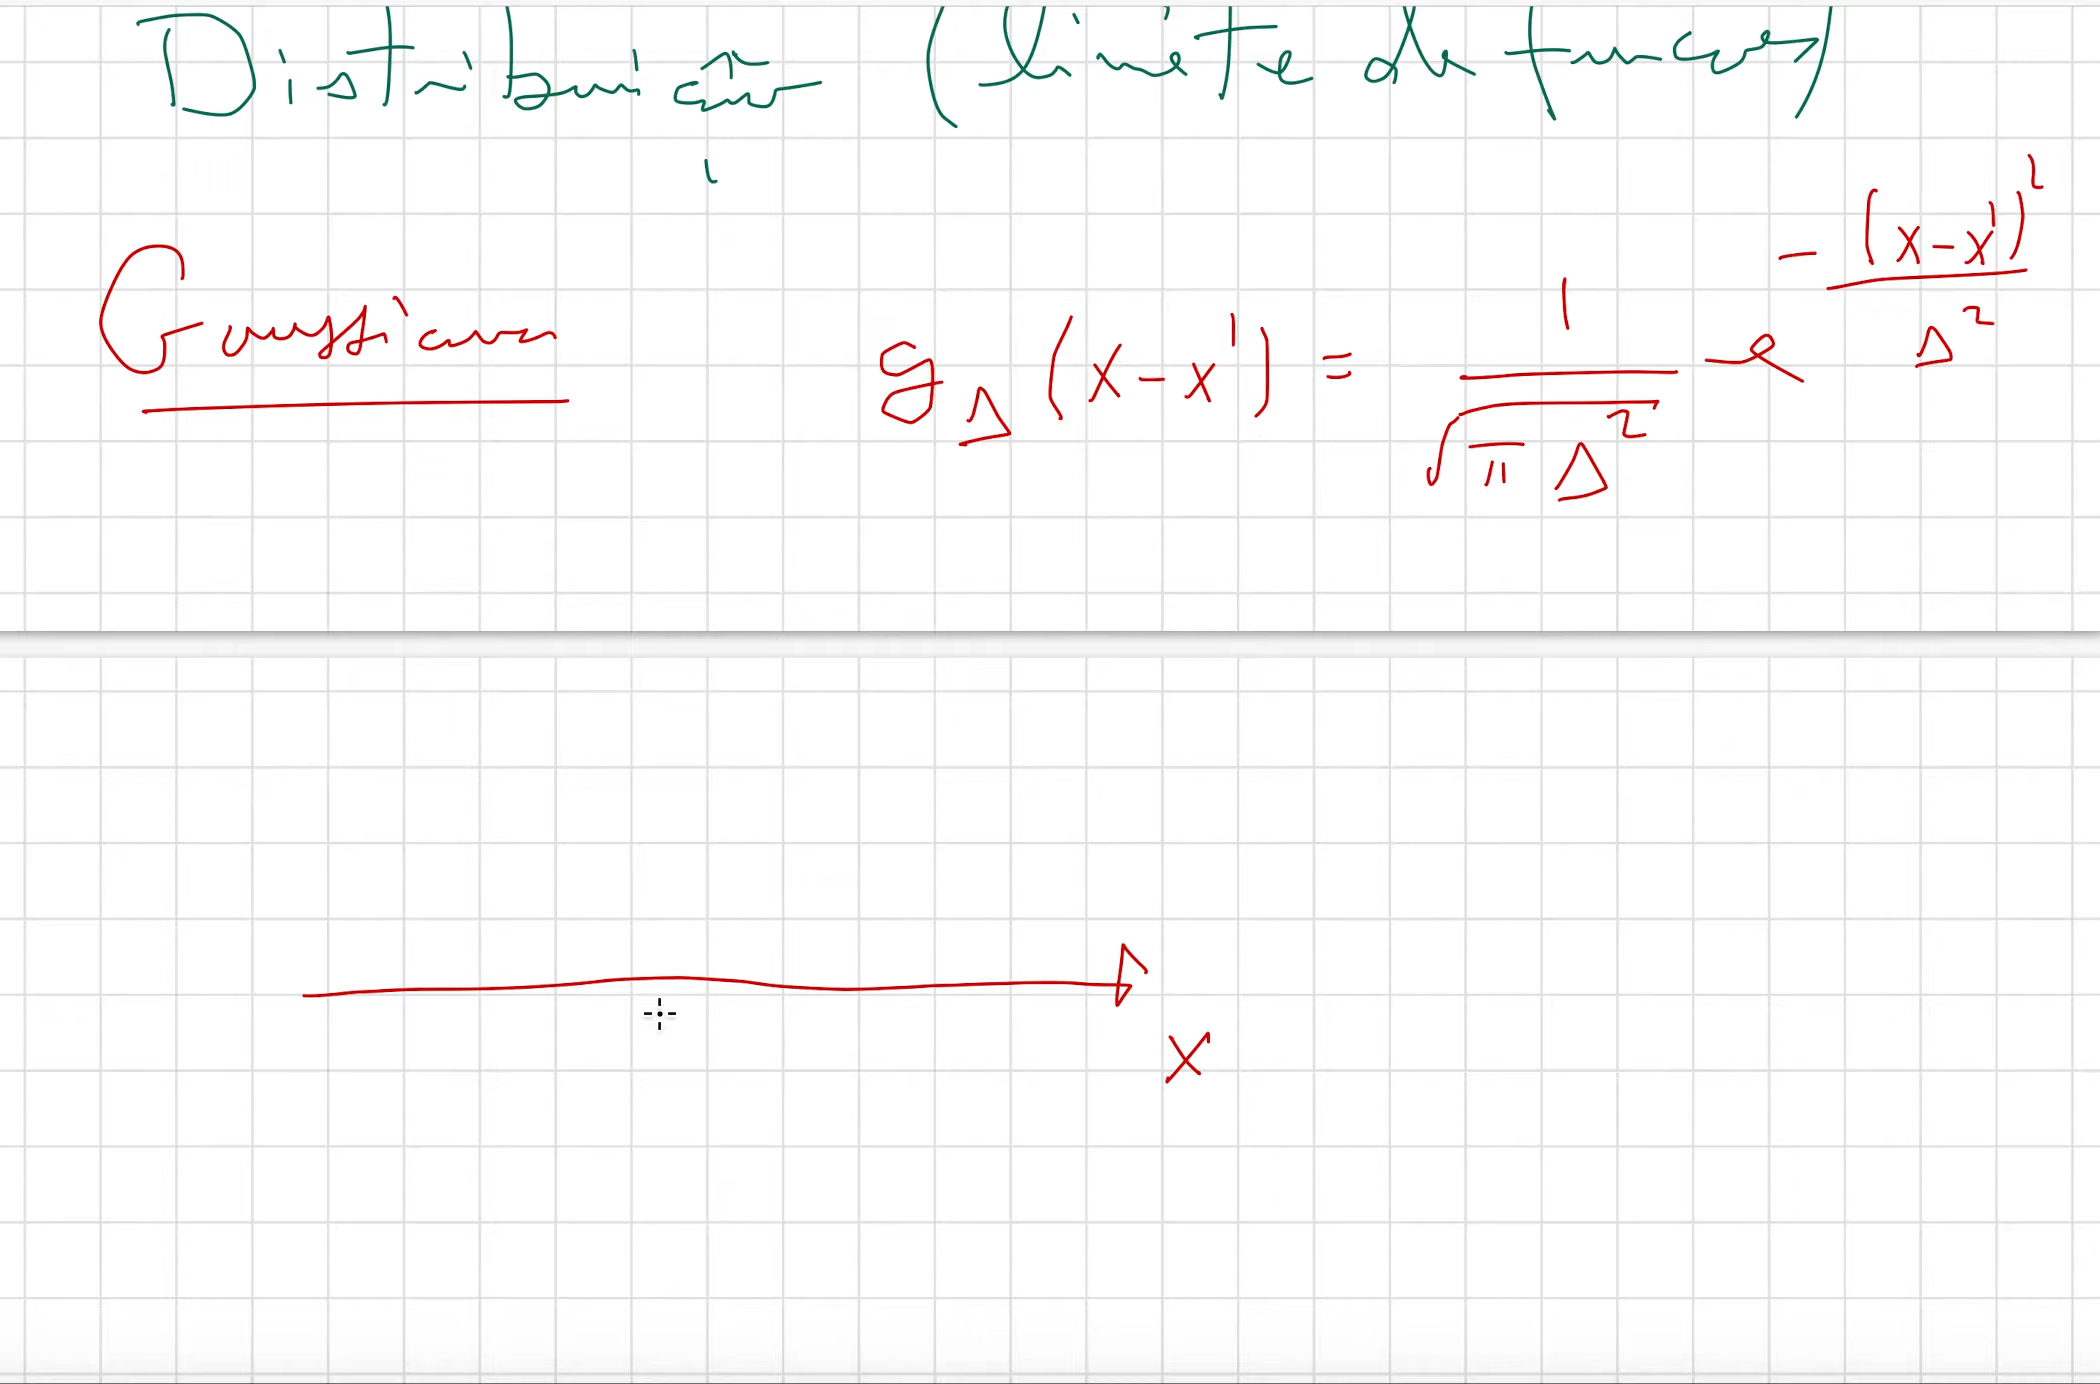 Distribuição (limite de funções)
Gaussiana g_Δ(x-x') = 1/√(πΔ²) e^{-(x-x')²/Δ²}
x